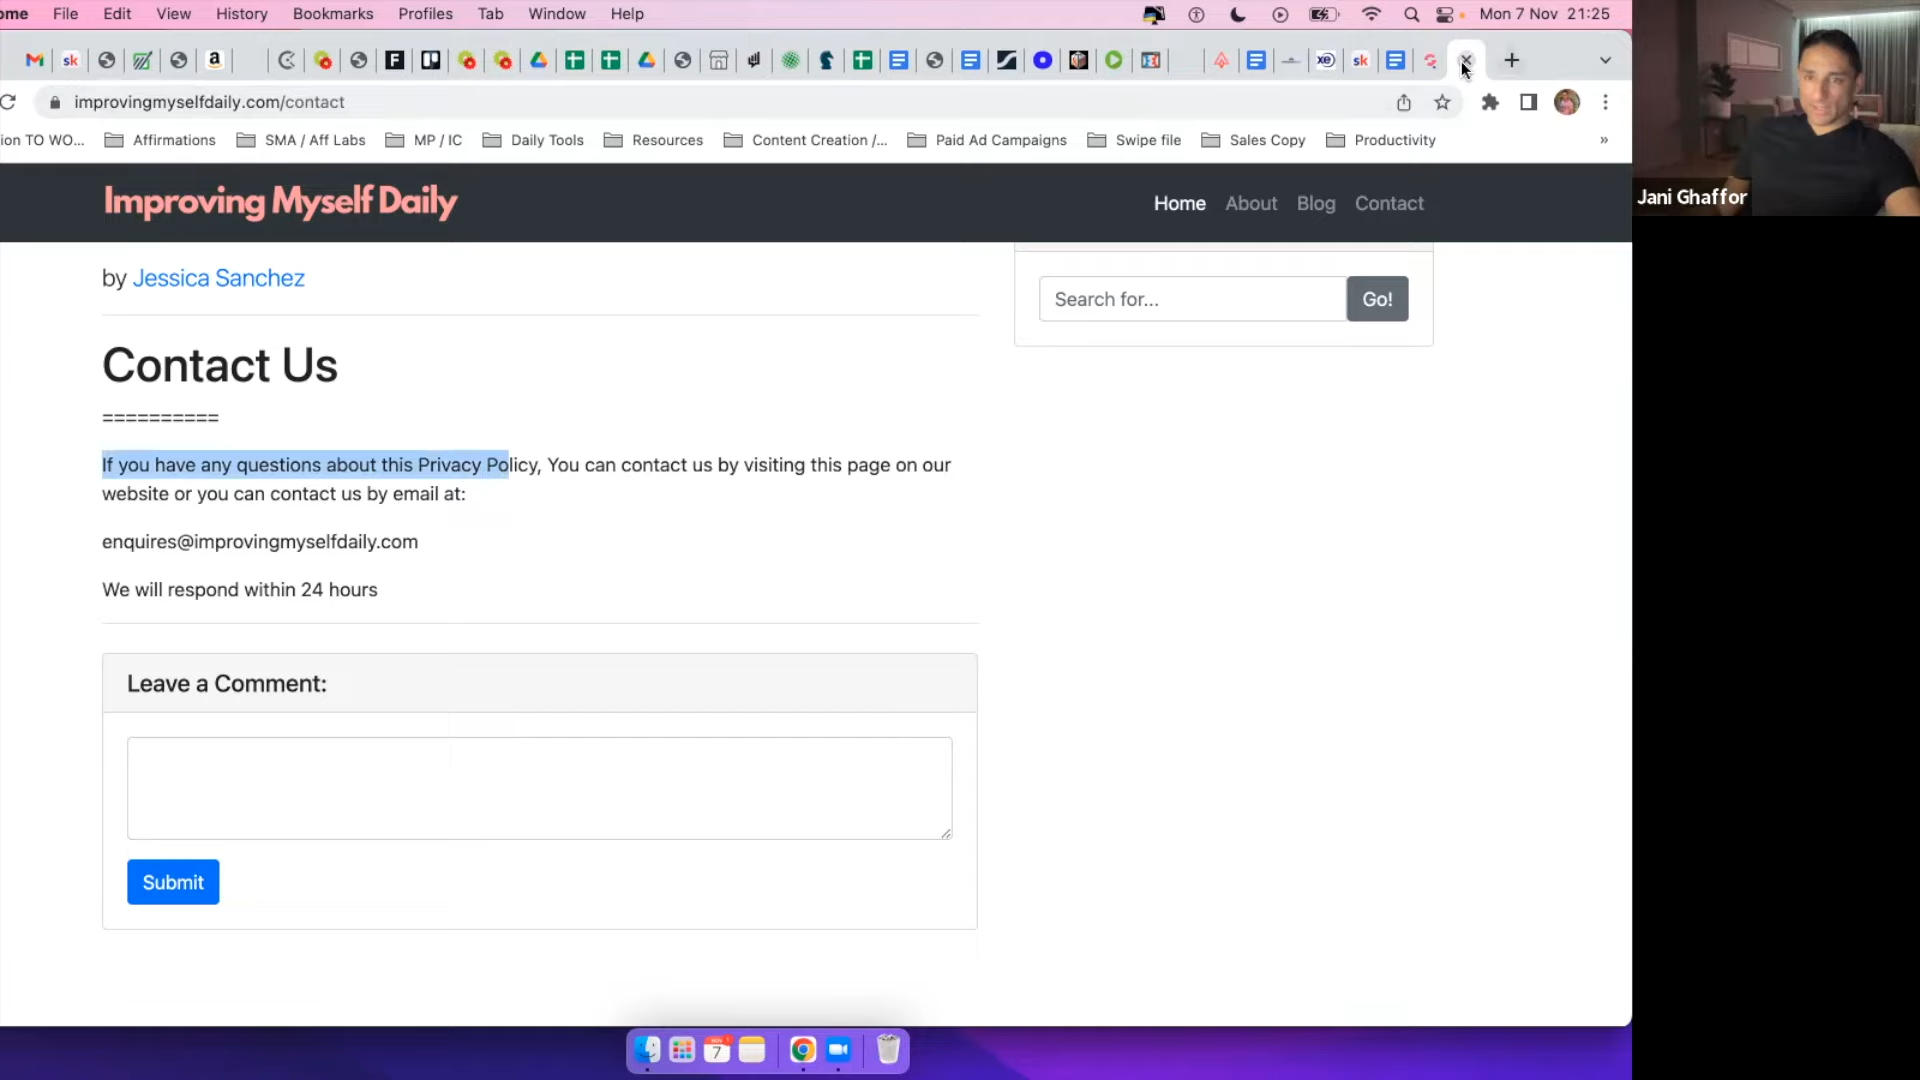 ome File Edit View History Bookmarks Profiles Tab Window Help Mon 7 Nov 21:25
improvingmyselfdaily.com/contact
ion TO WO... Affirmations SMA / Aff Labs MP / IC Daily Tools Resources Content Creation /... Paid Ad Campaigns Swipe file Sales Copy Productivity »
Jani Ghaffor
Improving Myself Daily Home About Blog Contact
by Jessica Sanchez
Search for... Go!
Contact Us
==========
If you have any questions about this Privacy Policy, You can contact us by visiting this page on our
website or you can contact us by email at:
enquires@improvingmyselfdaily.com
We will respond within 24 hours
Leave a Comment:
Submit